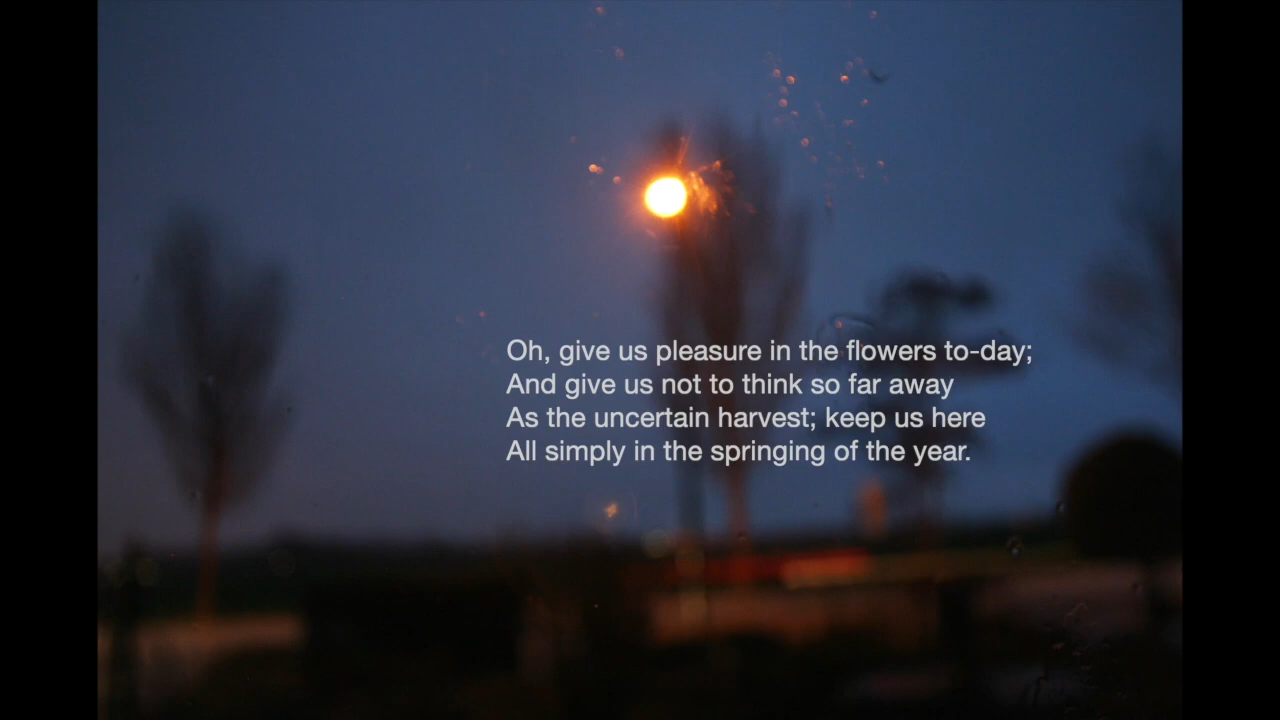 Oh, give us pleasure in the flowers to-day;
And give us not to think so far away
As the uncertain harvest; keep us here
All simply in the springing of the year.